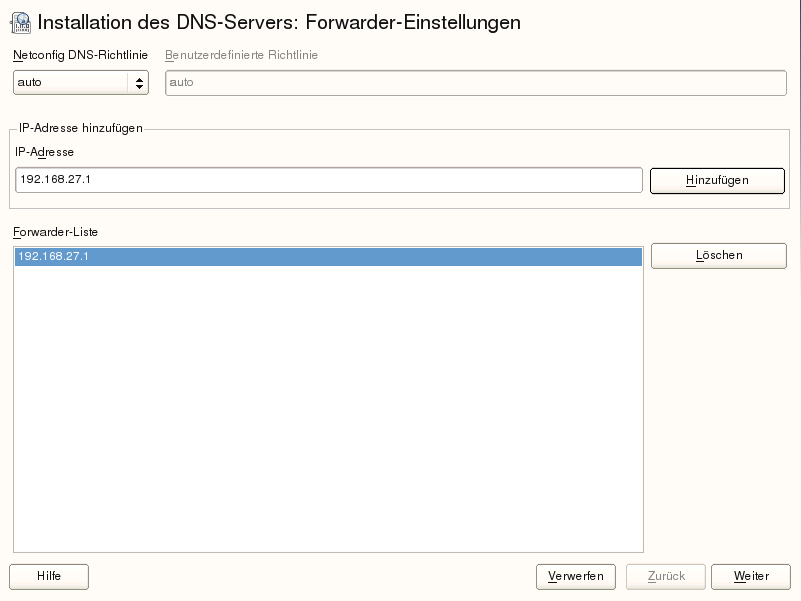 Installation des DNS-Servers: Forwarder-Einstellungen
Netconfig DNS-Richtlinie Benutzerdefinierte Richtlinie
auto auto
IP-Adresse hinzufügen
IP-Adresse
192.168.27.1 Hinzufügen
Forwarder-Liste
192.168.27.1 Löschen
Hilfe Verwerfen Zurück Weiter